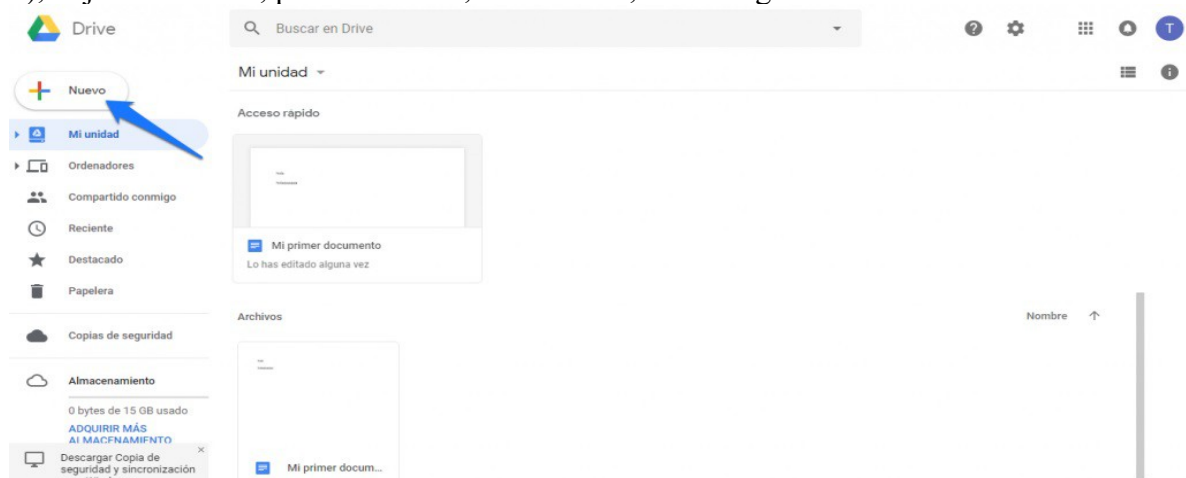 Drive
Buscar en Drive
T
Nuevo
Mi unidad
Acceso rápido
Mi unidad
Ordenadores
Compartido conmigo
Reciente
Destacado
Papelera
Mi primer documento
Lo has editado alguna vez
Archivos
Nombre
Copias de seguridad
Almacenamiento
0 bytes de 15 GB usado
ADQUIRIR MÁS
ALMACENAMIENTO
Descargar Copia de
seguridad y sincronización
Mi primer docum...